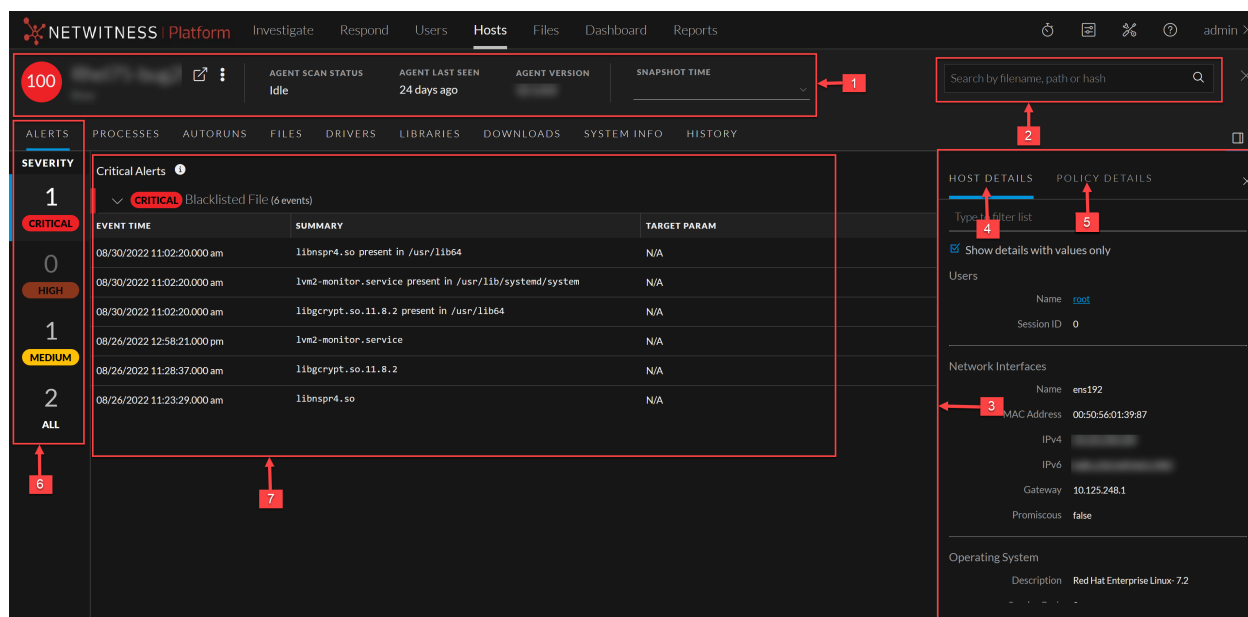 NETWITNESS | Platform Investigate Respond Users Hosts Files Dashboard Reports admin
100 AGENT SCAN STATUS AGENT LAST SEEN AGENT VERSION SNAPSHOT TIME
Idle 24 days ago
1
Search by filename, path or hash
2
ALERTS PROCESSES AUTORUNS FILES DRIVERS LIBRARIES DOWNLOADS SYSTEM INFO HISTORY
SEVERITY
1
CRITICAL
0
HIGH
1
MEDIUM
2
ALL
6
Critical Alerts
CRITICAL Blacklisted File (6 events)
EVENT TIME SUMMARY TARGET PARAM
08/30/2022 11:02:20.000 am libnspr4.so present in /usr/lib64 N/A
08/30/2022 11:02:20.000 am lvm2-monitor.service present in /usr/lib/systemd/system N/A
08/30/2022 11:02:20.000 am libgcrypt.so.11.8.2 present in /usr/lib64 N/A
08/26/2022 12:58:21.000 pm lvm2-monitor.service N/A
08/26/2022 11:28:37.000 am libgcrypt.so.11.8.2 N/A
08/26/2022 11:23:29.000 am libnspr4.so N/A
7
HOST DETAILS POLICY DETAILS
Type to filter list
4
5
Show details with values only
Users
Name root
Session ID 0
Network Interfaces
Name ens192
3
MAC Address 00:50:56:01:39:87
IPv4
IPv6
Gateway 10.125.248.1
Promiscous false
Operating System
Description Red Hat Enterprise Linux- 7.2